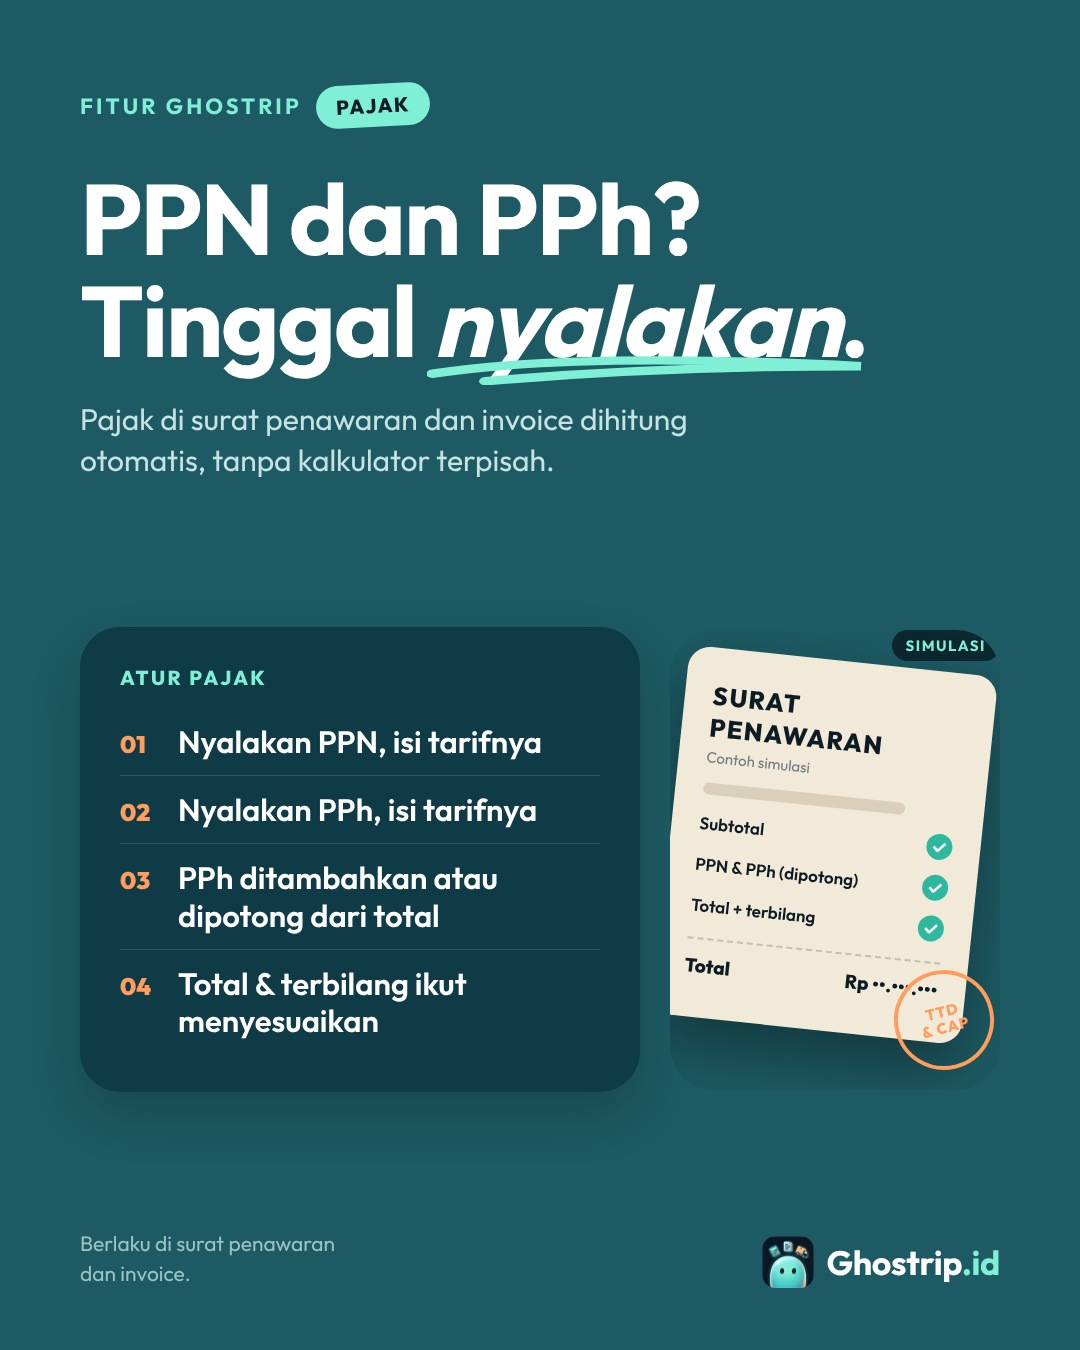 FITUR GHOSTRIP PAJAK
PPN dan PPh?
Tinggal nyalakan.
Pajak di surat penawaran dan invoice dihitung
otomatis, tanpa kalkulator terpisah.
ATUR PAJAK
01 Nyalakan PPN, isi tarifnya
02 Nyalakan PPh, isi tarifnya
03 PPh ditambahkan atau
dipotong dari total
04 Total & terbilang ikut
menyesuaikan
SIMULASI
SURAT
PENAWARAN
Contoh simulasi
Subtotal
PPN & PPh (dipotong)
Total + terbilang
Total Rp ••.•••.•••
TTD
& CAP
Berlaku di surat penawaran
dan invoice.
Ghostrip.id